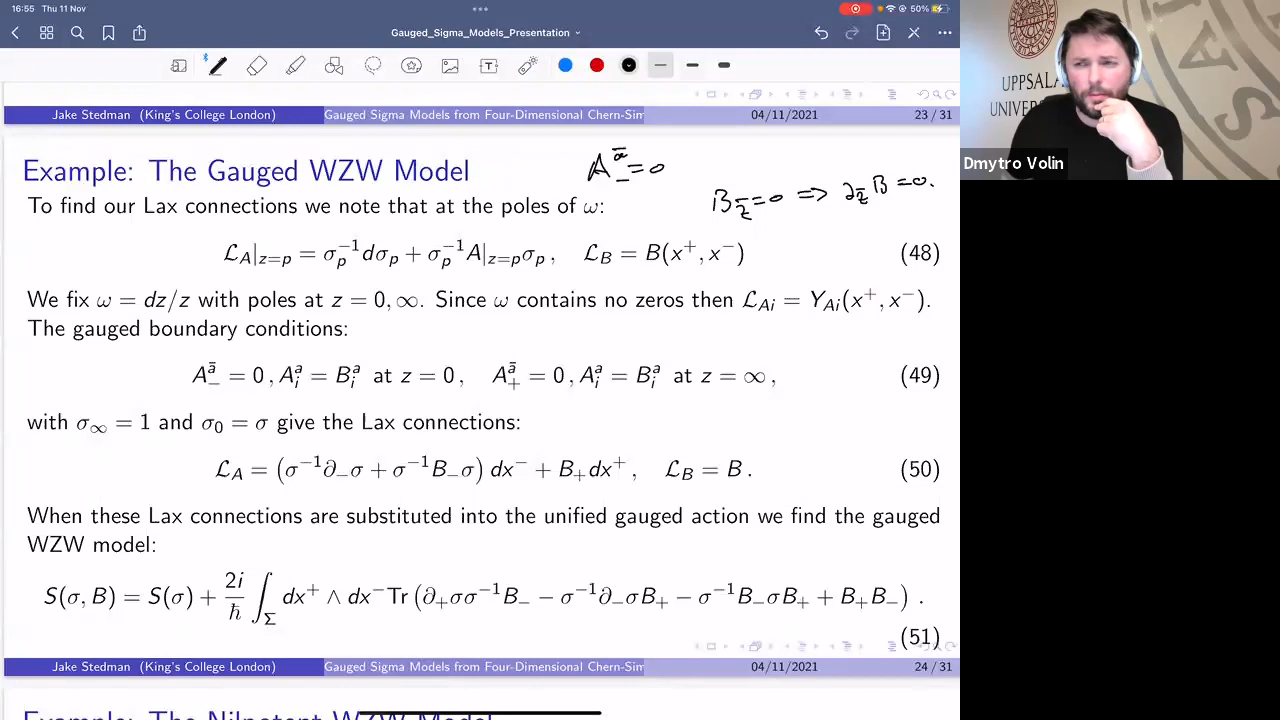 16:55 Thu 11 Nov
50%
Gauged_Sigma_Models_Presentation
Jake Stedman (King's College London) Gauged Sigma Models from Four-Dimensional Chern-Sim 04/11/2021 23 / 31
Example: The Gauged WZW Model
A^ā_- = 0
B_z̄ = 0 ⇒ ∂_z̄ B = 0.
To find our Lax connections we note that at the poles of ω:
ℒ_A|_{z=p} = σ_p^{-1}dσ_p + σ_p^{-1}A|_{z=p}σ_p , ℒ_B = B(x^+, x^-) (48)
We fix ω = dz/z with poles at z = 0, ∞. Since ω contains no zeros then ℒ_{Ai} = Y_{Ai}(x^+, x^-).
The gauged boundary conditions:
A^ā_- = 0 , A^a_i = B^a_i at z = 0 , A^ā_+ = 0 , A^a_i = B^a_i at z = ∞ , (49)
with σ_∞ = 1 and σ_0 = σ give the Lax connections:
ℒ_A = (σ^{-1}∂_-σ + σ^{-1}B_-σ) dx^- + B_+dx^+ , ℒ_B = B . (50)
When these Lax connections are substituted into the unified gauged action we find the gauged
WZW model:
S(σ, B) = S(σ) + 2i/ħ ∫_Σ dx^+ ∧ dx^- Tr (∂_+σσ^{-1}B_- − σ^{-1}∂_-σB_+ − σ^{-1}B_-σB_+ + B_+B_-) .
(51)
Jake Stedman (King's College London) Gauged Sigma Models from Four-Dimensional Chern-Sim 04/11/2021 24 / 31
Example: The Nilpotent WZW Model
UPPSALA
UNIVER
Dmytro Volin